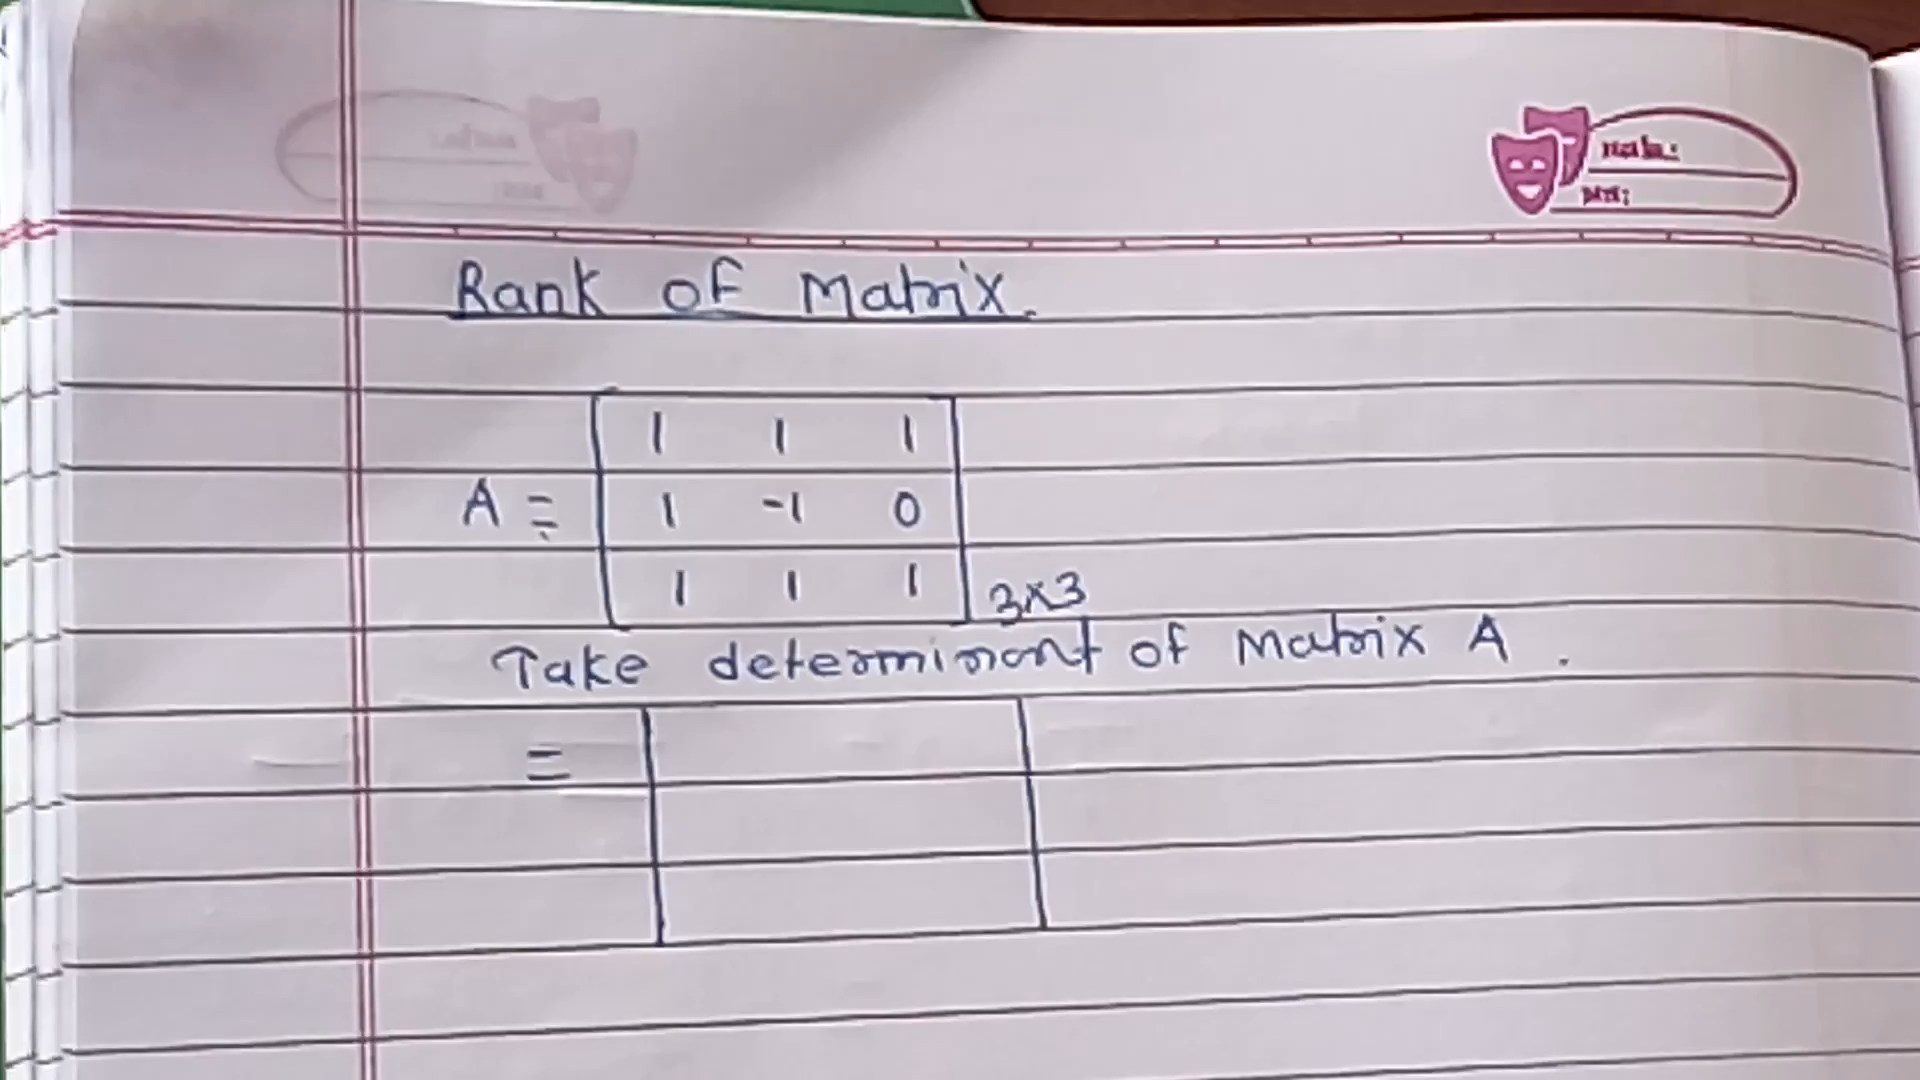 Rank of Matrix.
A = 1 1 1
1 -1 0
1 1 1 3x3
Take determinant of Matrix A .
=